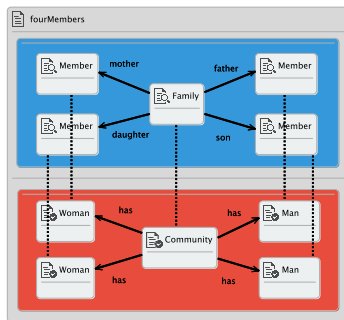 fourMembers
Member
mother
father
Member
Family
Member
daughter
son
Member
Woman
has
has
Man
Community
Woman
has
has
Man